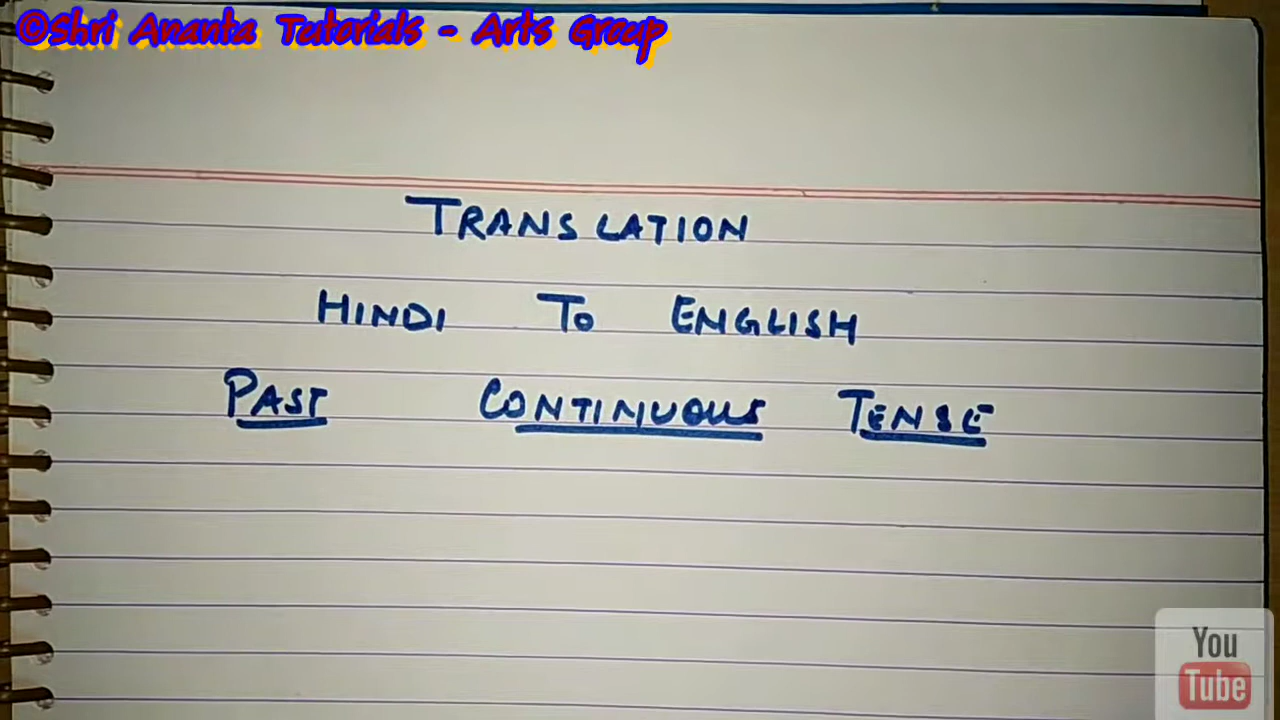 ©Shri Ananta Tutorials - Arts Group
TRANSLATION
HINDI TO ENGLISH
PAST CONTINUOUS TENSE
You
Tube